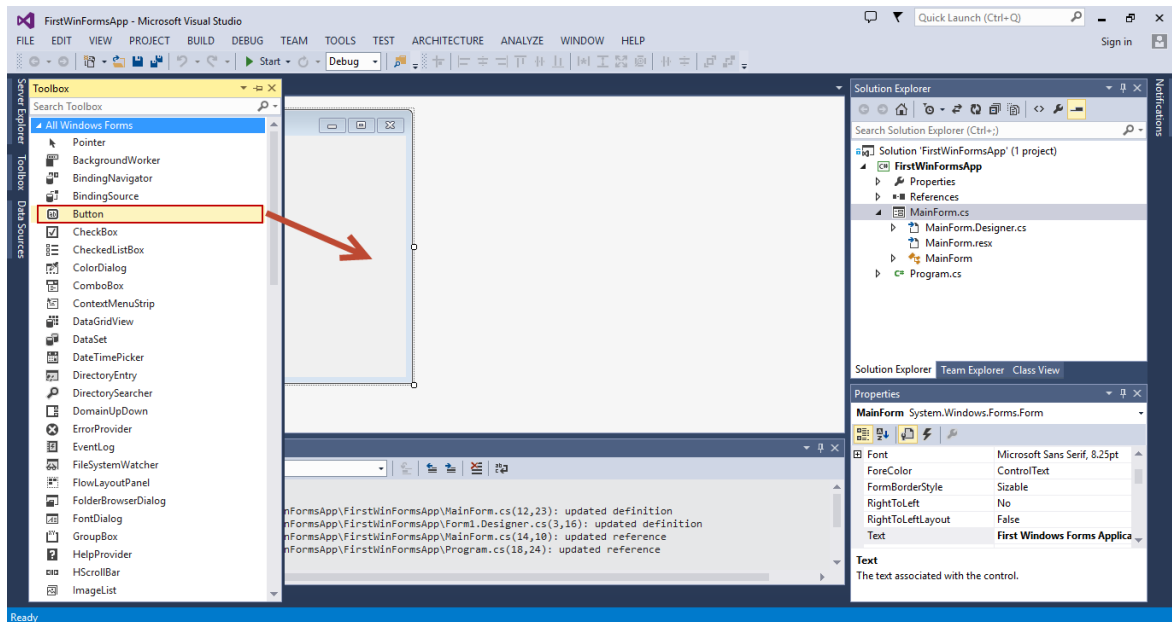 FirstWinFormsApp - Microsoft Visual Studio
Quick Launch (Ctrl+Q)
FILE EDIT VIEW PROJECT BUILD DEBUG TEAM TOOLS TEST ARCHITECTURE ANALYZE WINDOW HELP
Sign in
Start
Debug
Server Explorer
Toolbox
Data Sources
Toolbox
Search Toolbox
All Windows Forms
Pointer
BackgroundWorker
BindingNavigator
BindingSource
Button
CheckBox
CheckedListBox
ColorDialog
ComboBox
ContextMenuStrip
DataGridView
DataSet
DateTimePicker
DirectoryEntry
DirectorySearcher
DomainUpDown
ErrorProvider
EventLog
FileSystemWatcher
FlowLayoutPanel
FolderBrowserDialog
FontDialog
GroupBox
HelpProvider
HScrollBar
ImageList
nFormsApp\FirstWinFormsApp\MainForm.cs(12,23): updated definition
nFormsApp\FirstWinFormsApp\Form1.Designer.cs(3,16): updated definition
nFormsApp\FirstWinFormsApp\MainForm.cs(14,10): updated reference
nFormsApp\FirstWinFormsApp\Program.cs(18,24): updated reference
Solution Explorer
Search Solution Explorer (Ctrl+;)
Solution 'FirstWinFormsApp' (1 project)
C# FirstWinFormsApp
Properties
References
MainForm.cs
MainForm.Designer.cs
MainForm.resx
MainForm
C# Program.cs
Solution Explorer Team Explorer Class View
Properties
MainForm System.Windows.Forms.Form
Font Microsoft Sans Serif, 8.25pt
ForeColor ControlText
FormBorderStyle Sizable
RightToLeft No
RightToLeftLayout False
Text First Windows Forms Applica
Text
The text associated with the control.
Notifications
Ready